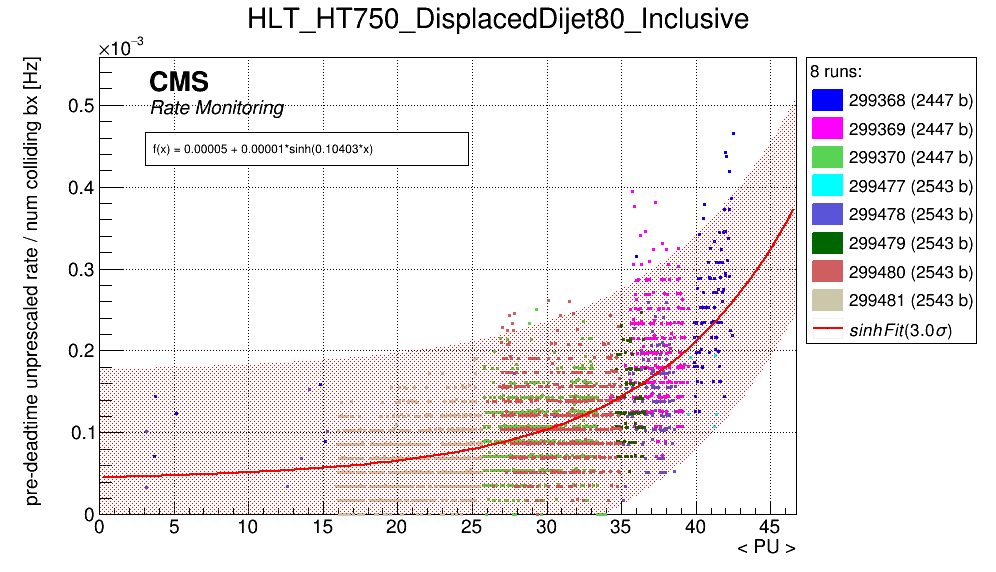 HLT_HT750_DisplacedDijet80_Inclusive
×10⁻³
CMS
Rate Monitoring
f(x) = 0.00005 + 0.00001*sinh(0.10403*x)
pre-deadtime unprescaled rate / num colliding bx [Hz]
0.5
0.4
0.3
0.2
0.1
0
0 5 10 15 20 25 30 35 40 45
< PU >
8 runs:
299368 (2447 b)
299369 (2447 b)
299370 (2447 b)
299477 (2543 b)
299478 (2543 b)
299479 (2543 b)
299480 (2543 b)
299481 (2543 b)
sinhFit(3.0σ)